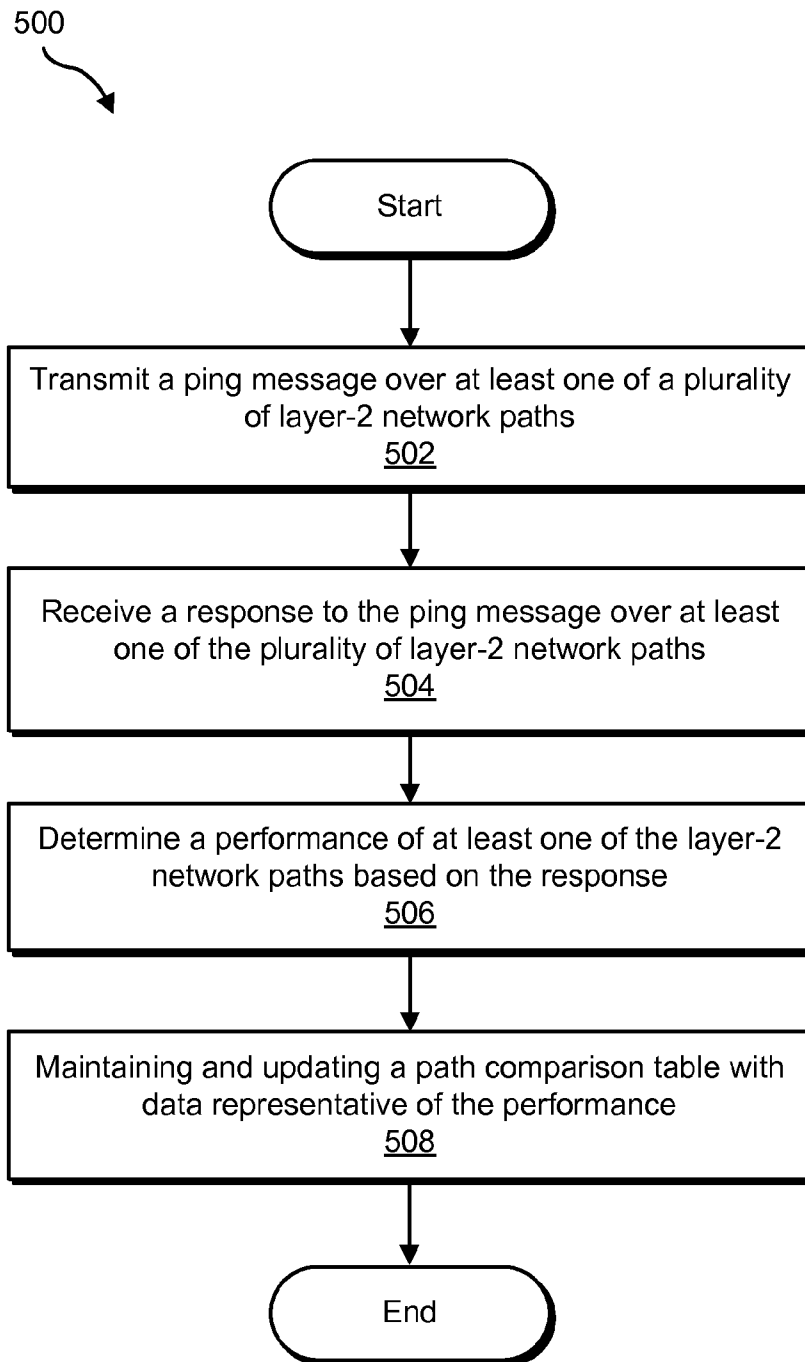 500
Start
Transmit a ping message over at least one of a plurality
of layer-2 network paths
502
Receive a response to the ping message over at least
one of the plurality of layer-2 network paths
504
Determine a performance of at least one of the layer-2
network paths based on the response
506
Maintaining and updating a path comparison table with
data representative of the performance
508
End